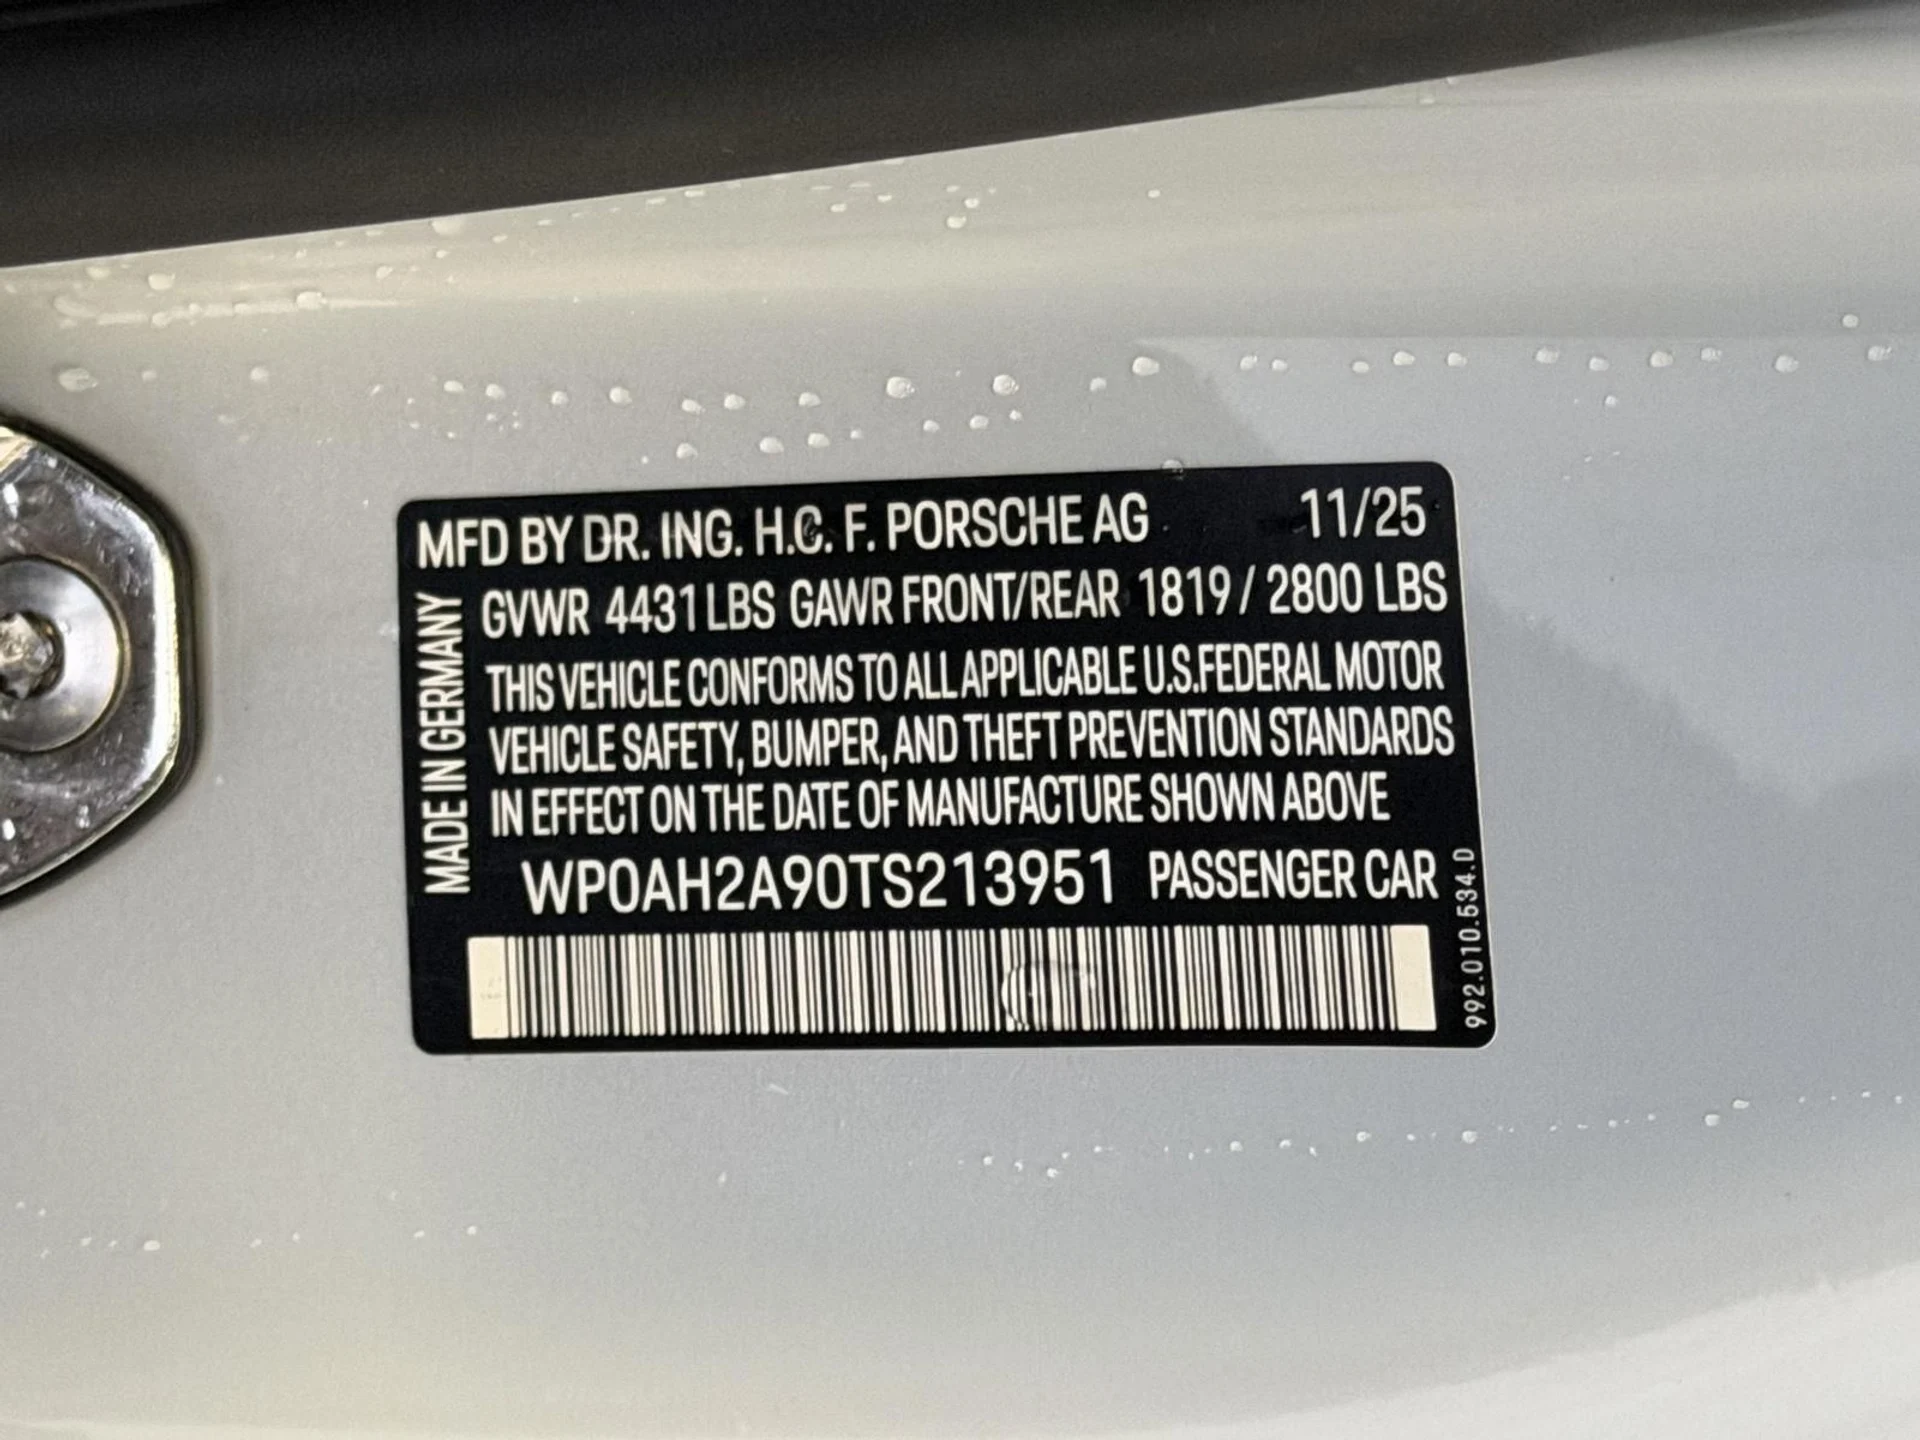 MFD BY DR. ING. H.C. F. PORSCHE AG 11/25
GVWR 4431 LBS GAWR FRONT/REAR 1819 / 2800 LBS
THIS VEHICLE CONFORMS TO ALL APPLICABLE U.S.FEDERAL MOTOR
VEHICLE SAFETY, BUMPER, AND THEFT PREVENTION STANDARDS
IN EFFECT ON THE DATE OF MANUFACTURE SHOWN ABOVE
WP0AH2A90TS213951 PASSENGER CAR
MADE IN GERMANY
992.010.534.D